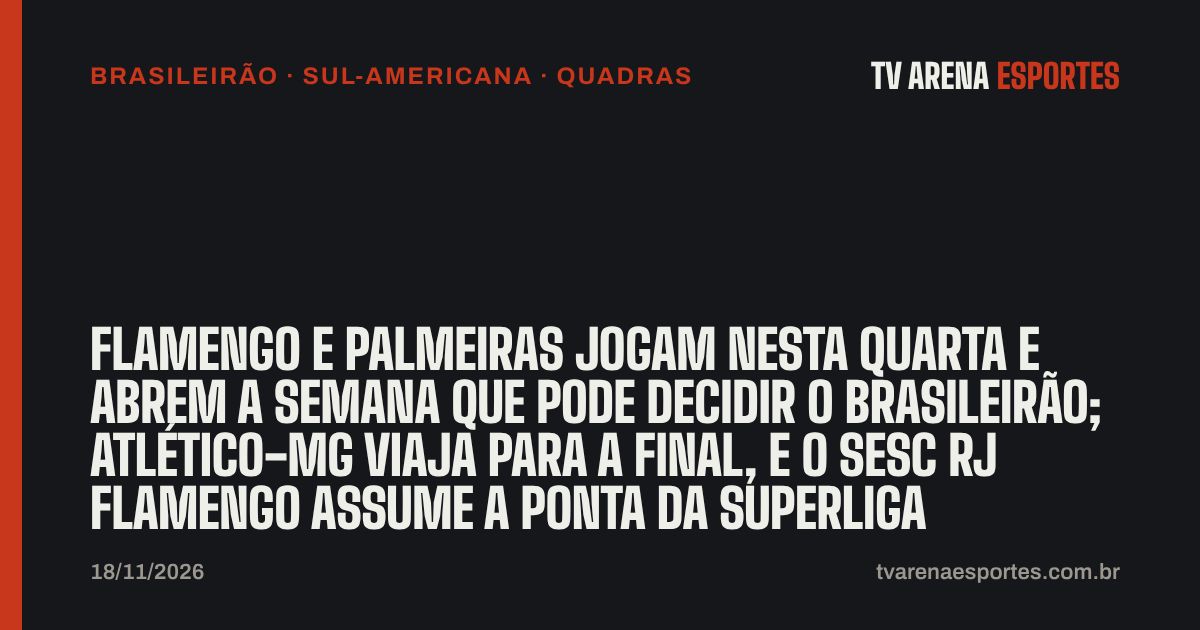 BRASILEIRÃO · SUL-AMERICANA · QUADRAS
TV ARENA ESPORTES
FLAMENGO E PALMEIRAS JOGAM NESTA QUARTA E
ABREM A SEMANA QUE PODE DECIDIR O BRASILEIRÃO;
ATLÉTICO-MG VIAJA PARA A FINAL, E O SESC RJ
FLAMENGO ASSUME A PONTA DA SUPERLIGA
18/11/2026
tvarenaesportes.com.br